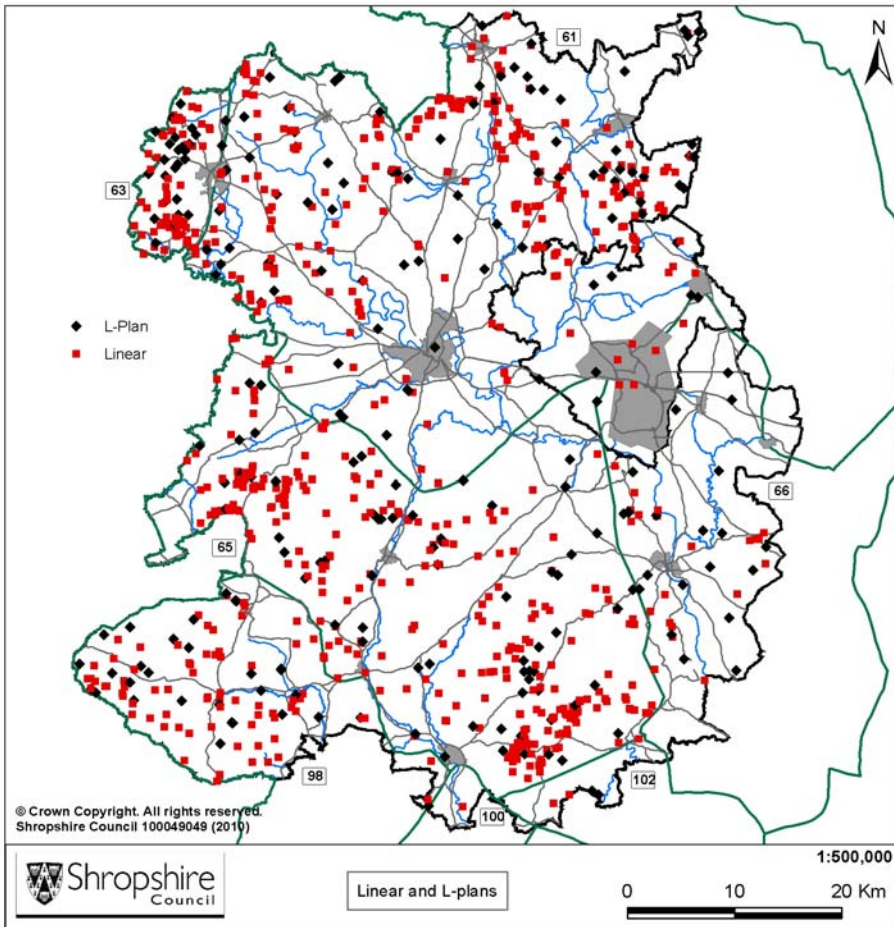 61
N
63
L-Plan
Linear
66
65
98
102
100
© Crown Copyright. All rights reserved.
Shropshire Council 100049049 (2010)
1:500,000
Shropshire
Council
Linear and L-plans
0 10 20 Km